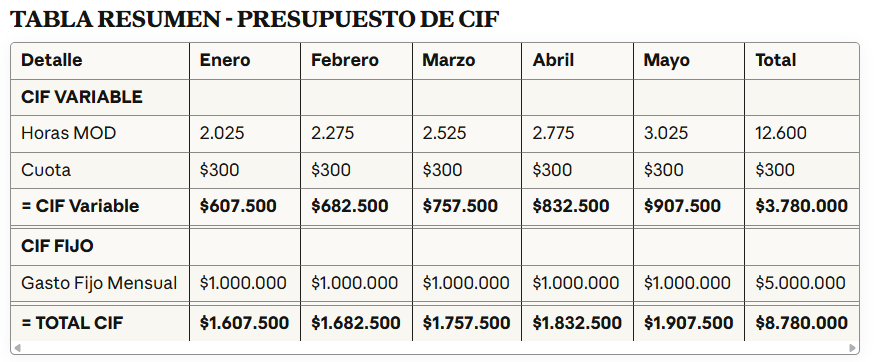 TABLA RESUMEN - PRESUPUESTO DE CIF
Detalle Enero Febrero Marzo Abril Mayo Total
CIF VARIABLE
Horas MOD 2.025 2.275 2.525 2.775 3.025 12.600
Cuota $300 $300 $300 $300 $300 $300
= CIF Variable $607.500 $682.500 $757.500 $832.500 $907.500 $3.780.000
CIF FIJO
Gasto Fijo Mensual $1.000.000 $1.000.000 $1.000.000 $1.000.000 $1.000.000 $5.000.000
= TOTAL CIF $1.607.500 $1.682.500 $1.757.500 $1.832.500 $1.907.500 $8.780.000